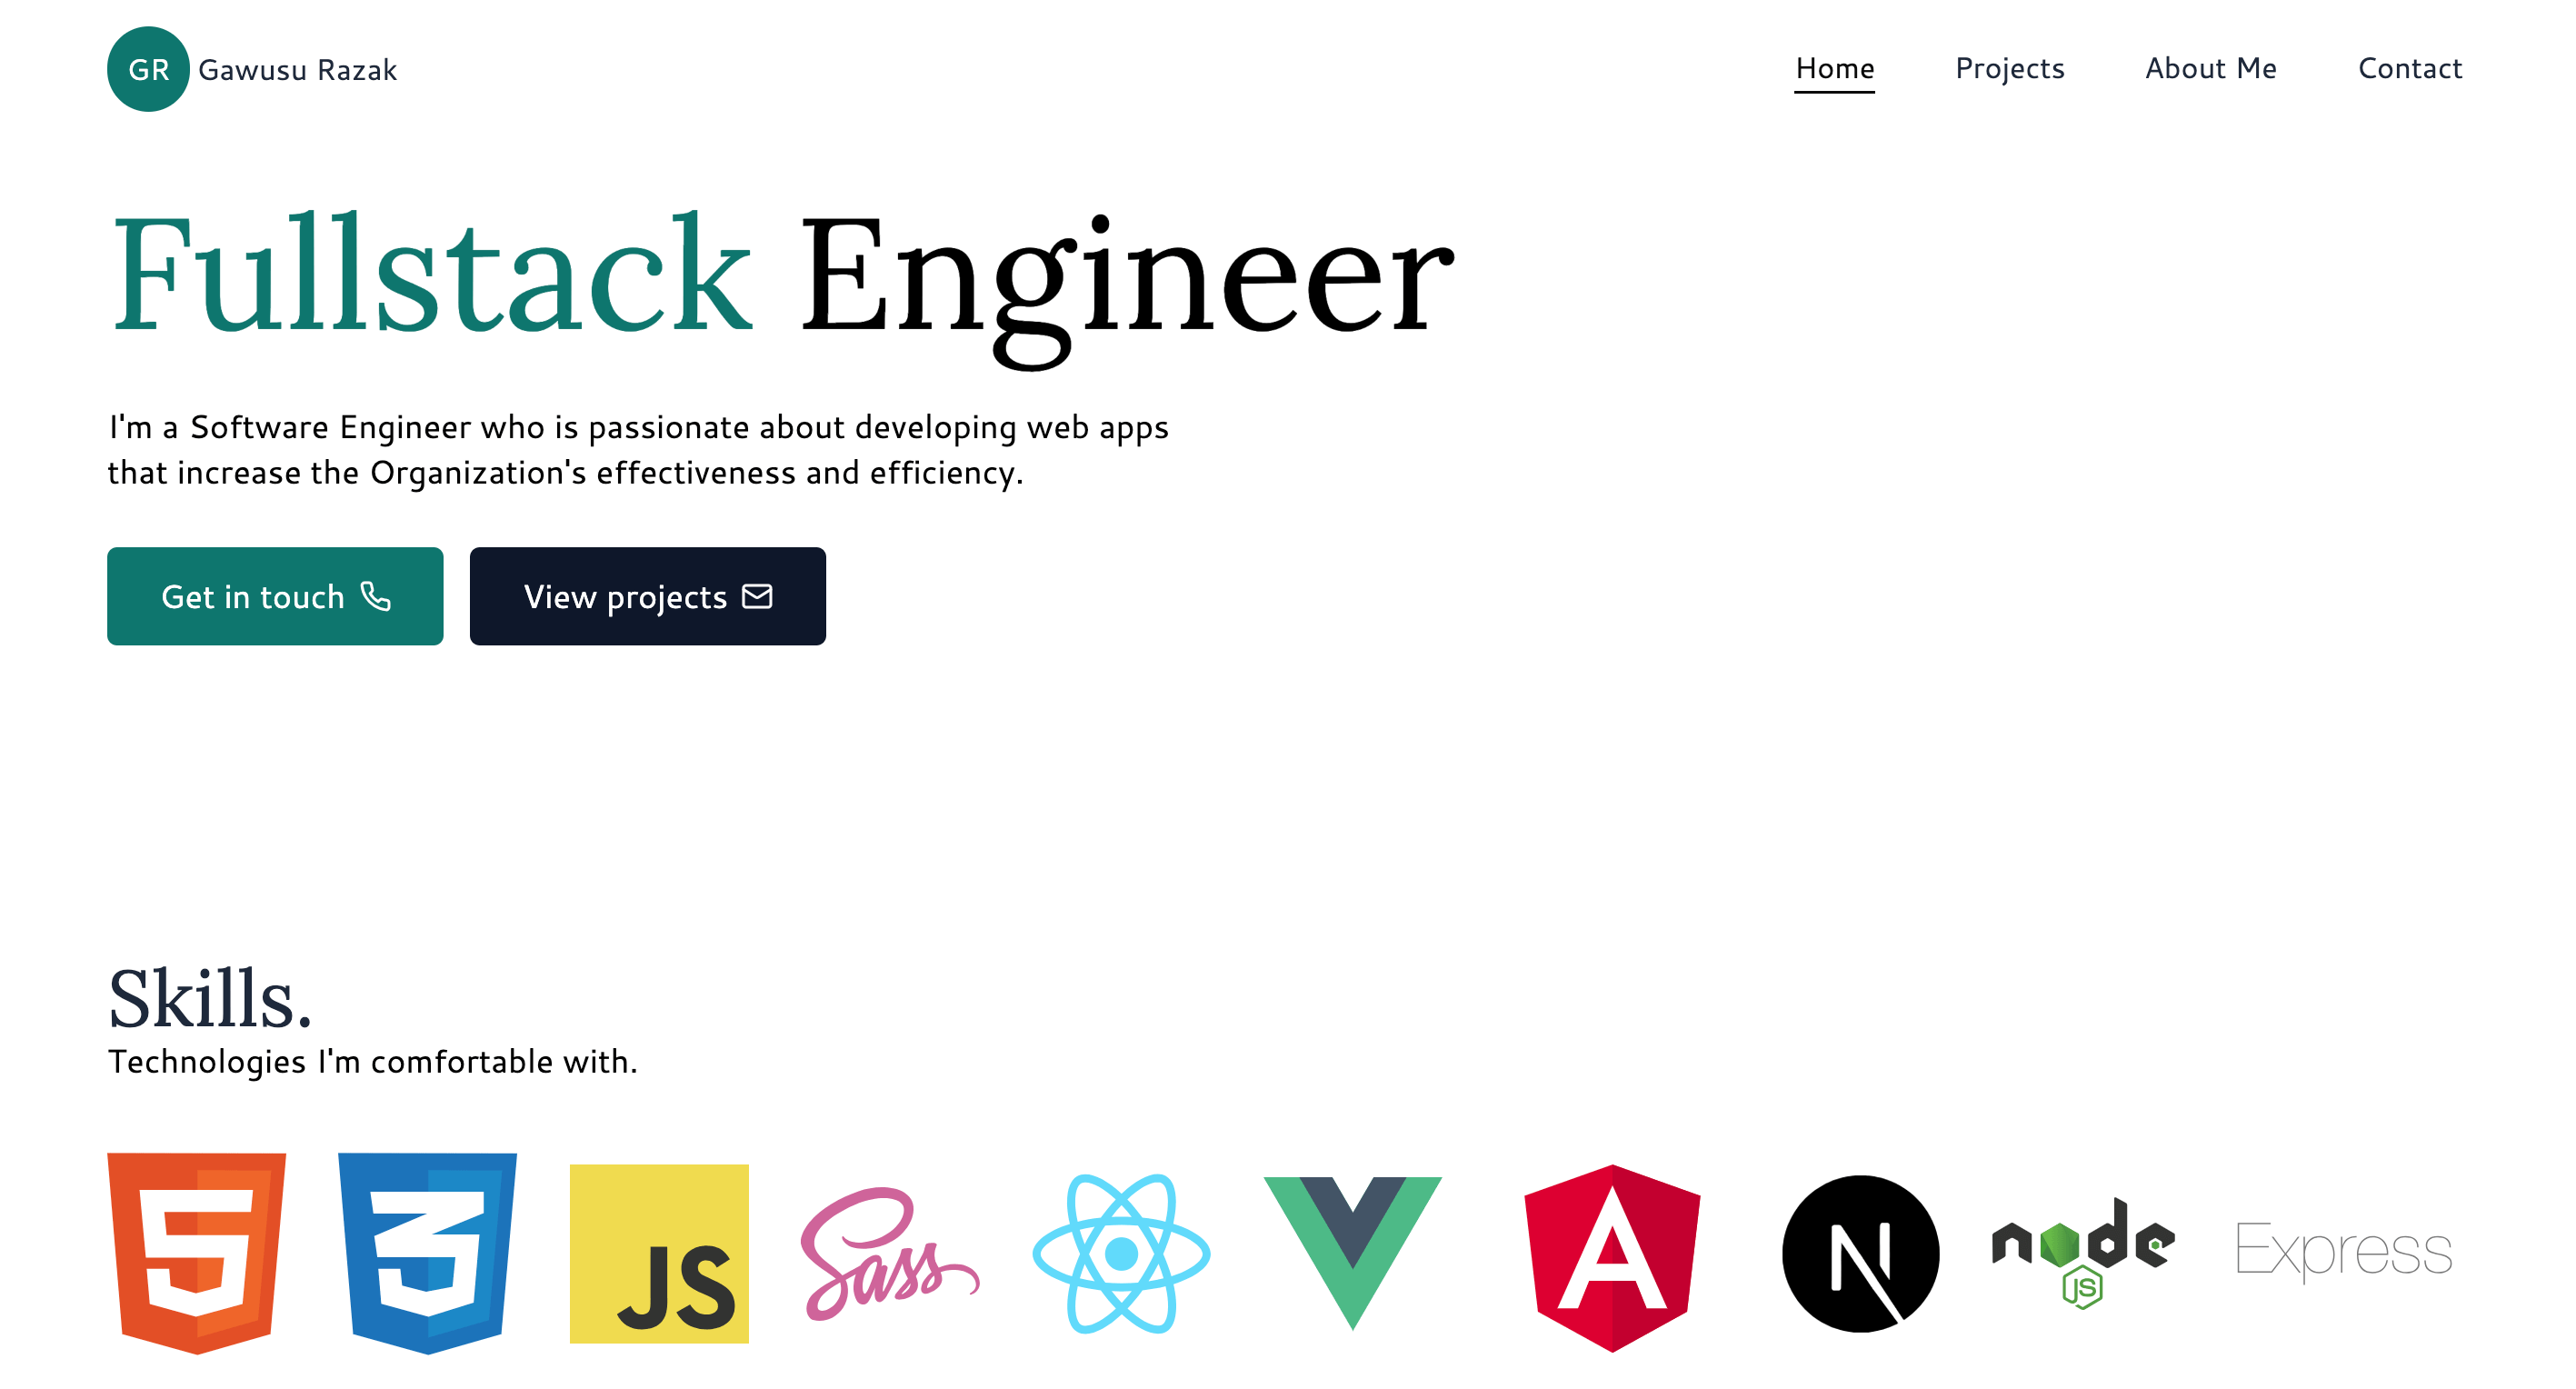 GR Gawusu Razak
Home Projects About Me Contact
Fullstack Engineer
I'm a Software Engineer who is passionate about developing web apps
that increase the Organization's effectiveness and efficiency.
Get in touch
View projects
Skills.
Technologies I'm comfortable with.
5
3
JS
Sass
A
N
node
JS
Express